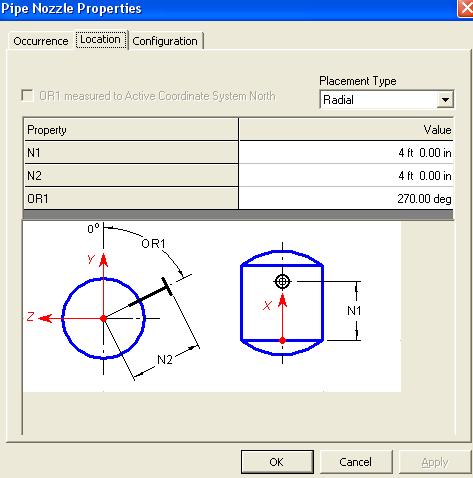 Pipe Nozzle Properties
Occurrence Location Configuration
OR1 measured to Active Coordinate System North
Placement Type
Radial
Property Value
N1 4 ft 0.00 in
N2 4 ft 0.00 in
OR1 270.00 deg
0°
OR1
Y
Z
N2
X
N1
OK Cancel Apply